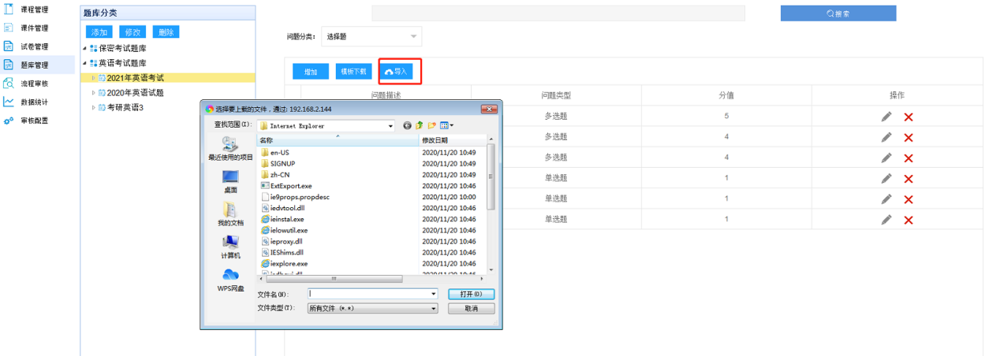 课程管理
课件管理
试卷管理
题库管理
流程审核
数据统计
审核配置
题库分类
添加 修改 删除
保密考试题库
英语考试题库
2021年英语考试
2020年英语试题
考研英语3
搜索
问题分类: 选择题
增加 模板下载 导入
问题描述 问题类型 分值 操作
多选题 5
多选题 4
多选题 4
单选题 1
单选题 1
单选题 1
选择要上载的文件，通过: 192.168.2.144
查找范围(I): Internet Explorer
最近使用的项目
桌面
我的文档
计算机
WPS网盘
名称 修改日期
en-US 2020/11/20 10:49
SIGNUP 2020/11/20 10:49
zh-CN 2020/11/20 10:49
ExtExport.exe 2020/11/20 10:46
ie9props.propdesc 2020/11/20 10:00
iedvtool.dll 2020/11/20 10:46
ieinstal.exe 2020/11/20 10:46
ielowutil.exe 2020/11/20 10:46
ieproxy.dll 2020/11/20 10:46
IEShims.dll 2020/11/20 10:46
iexplore.exe 2020/11/20 10:46
文件名(N): 打开(O)
文件类型(T): 所有文件 (*.*) 取消